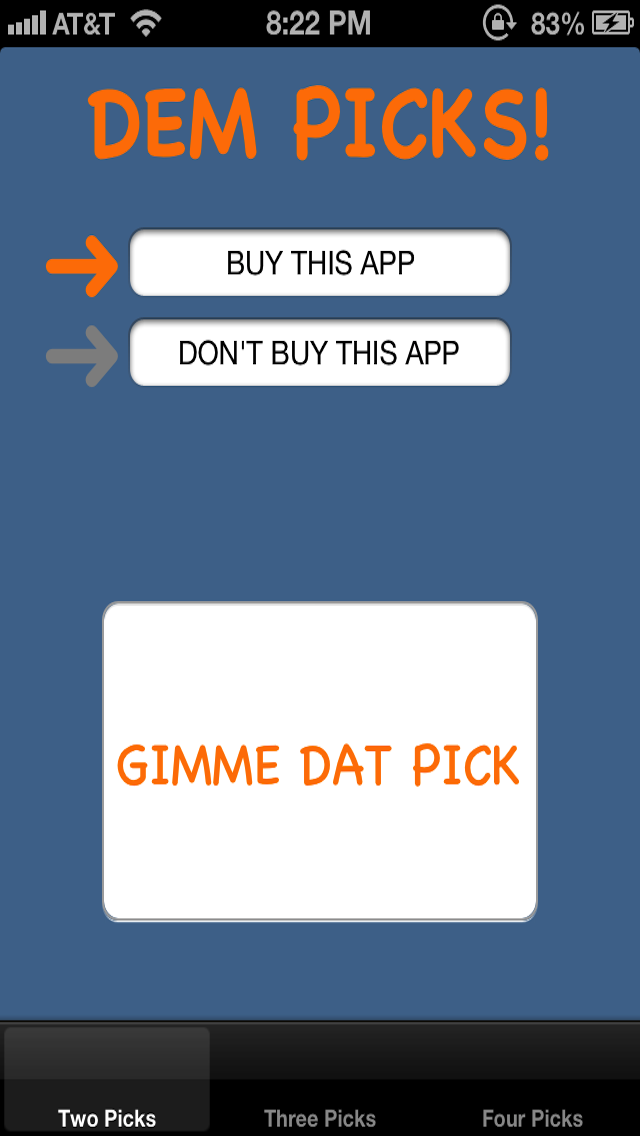 AT&T 8:22 PM 83%
DEM PICKS!
BUY THIS APP
DON'T BUY THIS APP
GIMME DAT PICK
Two Picks Three Picks Four Picks